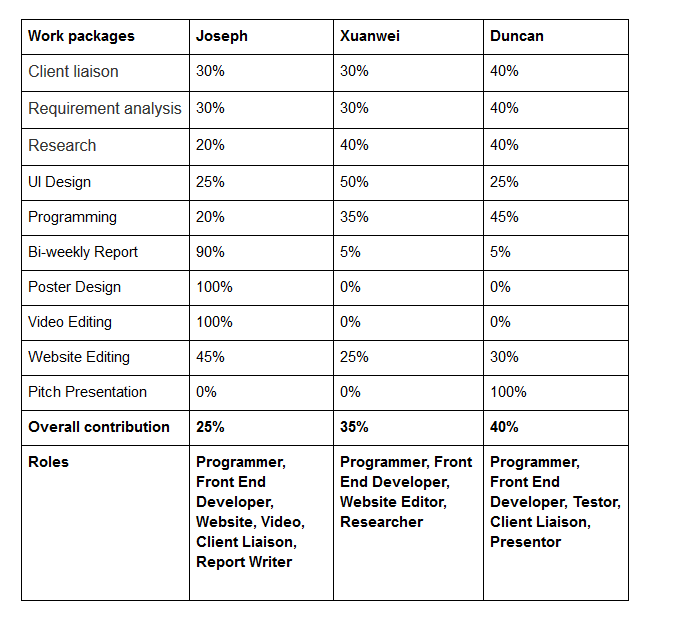 Work packages Joseph Xuanwei Duncan
Client liaison 30% 30% 40%
Requirement analysis 30% 30% 40%
Research 20% 40% 40%
UI Design 25% 50% 25%
Programming 20% 35% 45%
Bi-weekly Report 90% 5% 5%
Poster Design 100% 0% 0%
Video Editing 100% 0% 0%
Website Editing 45% 25% 30%
Pitch Presentation 0% 0% 100%
Overall contribution 25% 35% 40%
Roles Programmer, Programmer, Front Programmer,
Front End End Developer, Front End
Developer, Website Editor, Developer, Testor,
Website, Video, Researcher Client Liaison,
Client Liaison, Presentor
Report Writer